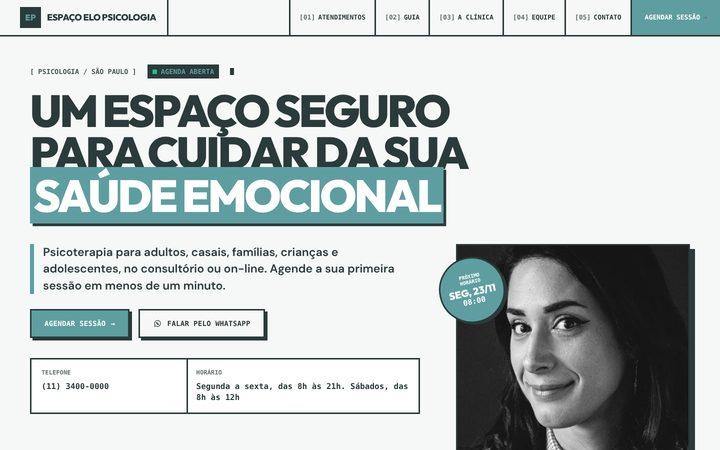 EP ESPAÇO ELO PSICOLOGIA
[01] ATENDIMENTOS
[02] GUIA
[03] A CLÍNICA
[04] EQUIPE
[05] CONTATO
AGENDAR SESSÃO →
[ PSICOLOGIA / SÃO PAULO ]
AGENDA ABERTA
UM ESPAÇO SEGURO
PARA CUIDAR DA SUA
SAÚDE EMOCIONAL
Psicoterapia para adultos, casais, famílias, crianças e
adolescentes, no consultório ou on-line. Agende a sua primeira
sessão em menos de um minuto.
AGENDAR SESSÃO →
FALAR PELO WHATSAPP
PRÓXIMO
HORÁRIO
SEG, 23/11
08:00
TELEFONE
(11) 3400-0000
HORÁRIO
Segunda a sexta, das 8h às 21h. Sábados, das
8h às 12h